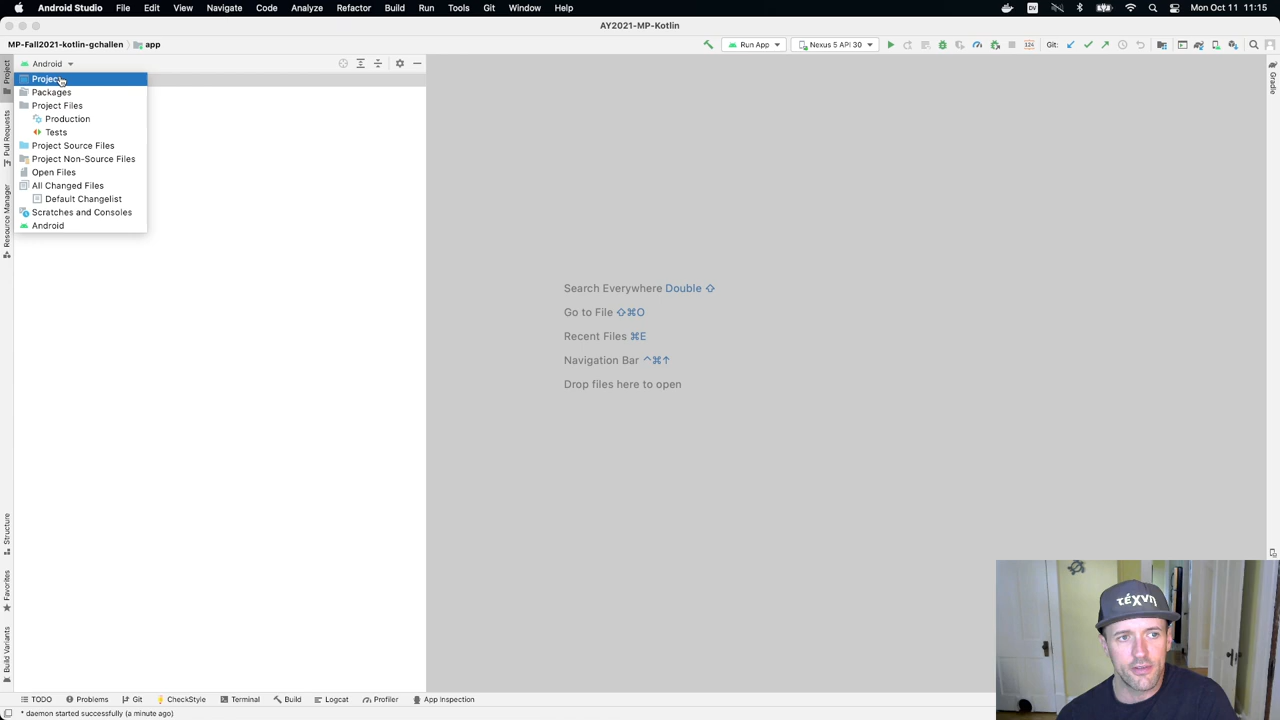 Android Studio File Edit View Navigate Code Analyze Refactor Build Run Tools Git Window Help DV Mon Oct 11 11:15
AY2021-MP-Kotlin
MP-Fall2021-kotlin-gchallen app Run App Nexus 5 API 30 Git:
Android
Project
Packages
Project Files
Production
Tests
Project Source Files
Project Non-Source Files
Open Files
All Changed Files
Default Changelist
Scratches and Consoles
Android
Project
Pull Requests
Resource Manager
Structure
Favorites
Build Variants
Gradle
Search Everywhere Double ⇧
Go to File ⇧⌘O
Recent Files ⌘E
Navigation Bar ^⌘↑
Drop files here to open
τέχνη
TODO Problems Git CheckStyle Terminal Build Logcat Profiler App Inspection
* daemon started successfully (a minute ago)